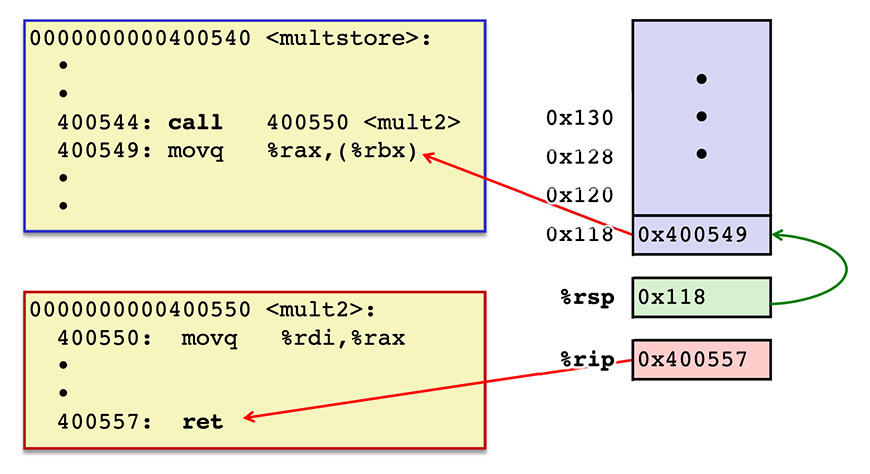 0000000000400540 <multstore>:
•
•
400544: call 400550 <mult2>
400549: movq %rax,(%rbx)
•
•
0000000000400550 <mult2>:
400550: movq %rdi,%rax
•
•
400557: ret
•
0x130 •
0x128 •
0x120
0x118 0x400549
%rsp 0x118
%rip 0x400557